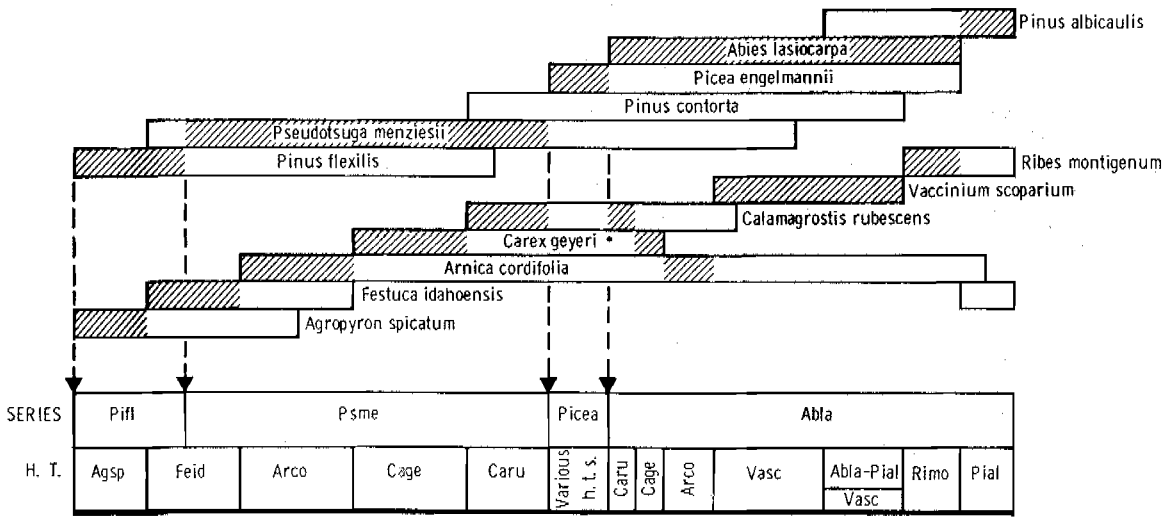 Pinus albicaulis
Abies lasiocarpa
Picea engelmannii
Pinus contorta
Pseudotsuga menziesii
Pinus flexilis
Ribes montigenum
Vaccinium scoparium
Calamagrostis rubescens
Carex geyeri *
Arnica cordifolia
Festuca idahoensis
Agropyron spicatum
SERIES Pifl Psme Picea Abla
H. T. Agsp Feid Arco Cage Caru Various h. t. s. Caru Cage Arco Vasc Abla-Pial Rimo Pial
Vasc